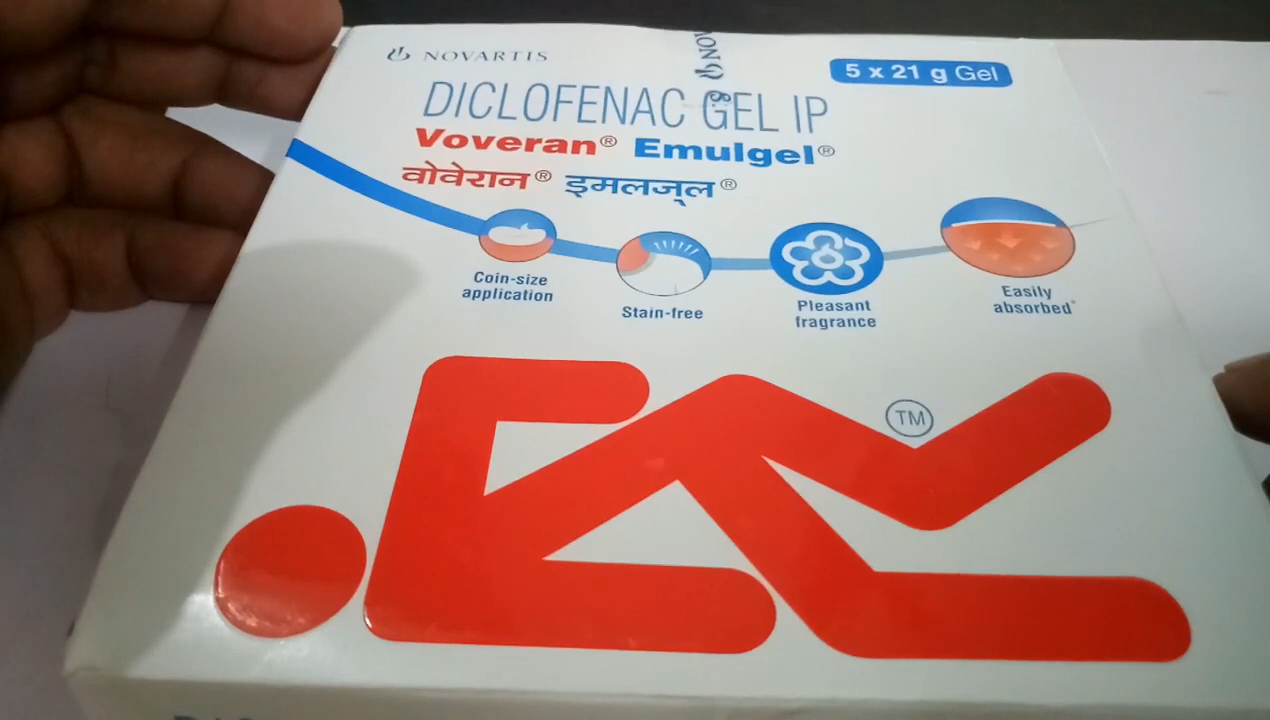 NOVARTIS
5 x 21 g Gel
DICLOFENAC GEL IP
Voveran® Emulgel®
वोवेरान® इमलज्ल®
Coin-size
application
Stain-free
Pleasant
fragrance
Easily
absorbed*
TM